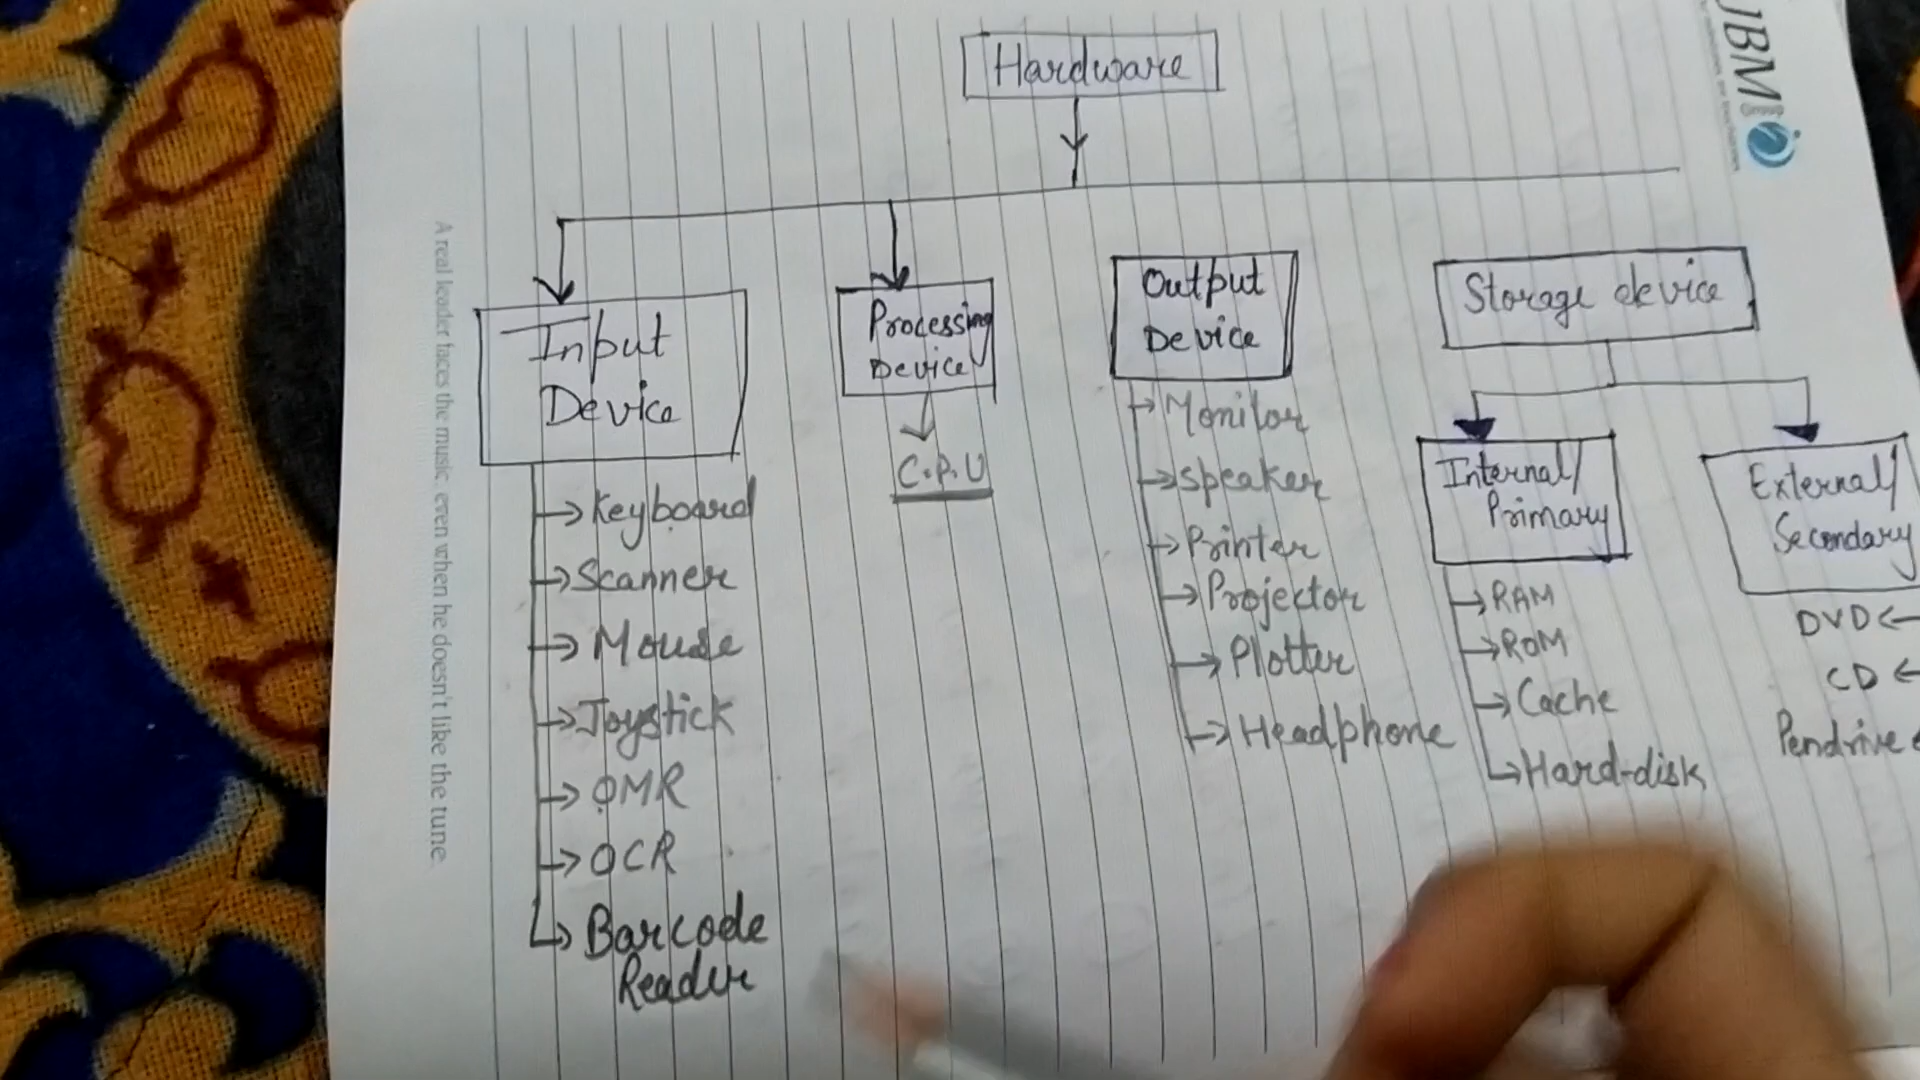 Hardware
JBM
A real leader faces the music, even when he doesn't like the tune.
Input
Device
Keyboard
Scanner
Mouse
Joystick
OMR
OCR
Barcode
Reader
Processing
Device
C.P.U
Output
Device
Monitor
Speaker
Printer
Projector
Plotter
Headphone
Storage device
Internal/
Primary
RAM
ROM
Cache
Hard-disk
External/
Secondary
DVD
CD
Pendrive